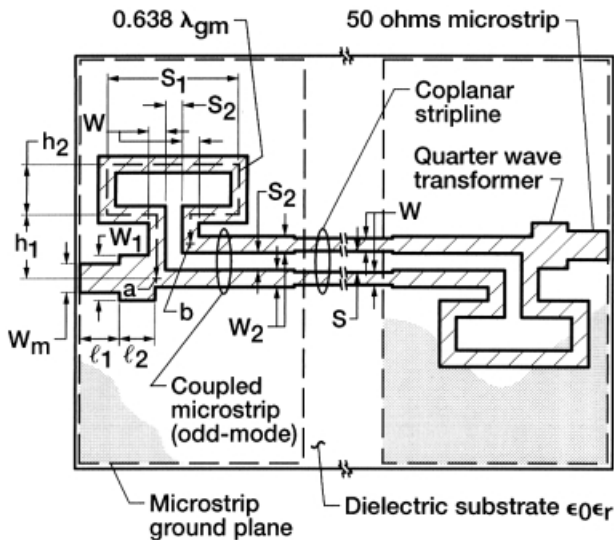 0.638 λgm
50 ohms microstrip
S1
S2
Coplanar
stripline
W
h2
Quarter wave
transformer
S2
W
h1
W1
a
b
W2
S
Wm
ℓ1
ℓ2
Coupled
microstrip
(odd-mode)
Microstrip
ground plane
Dielectric substrate ϵ0ϵr